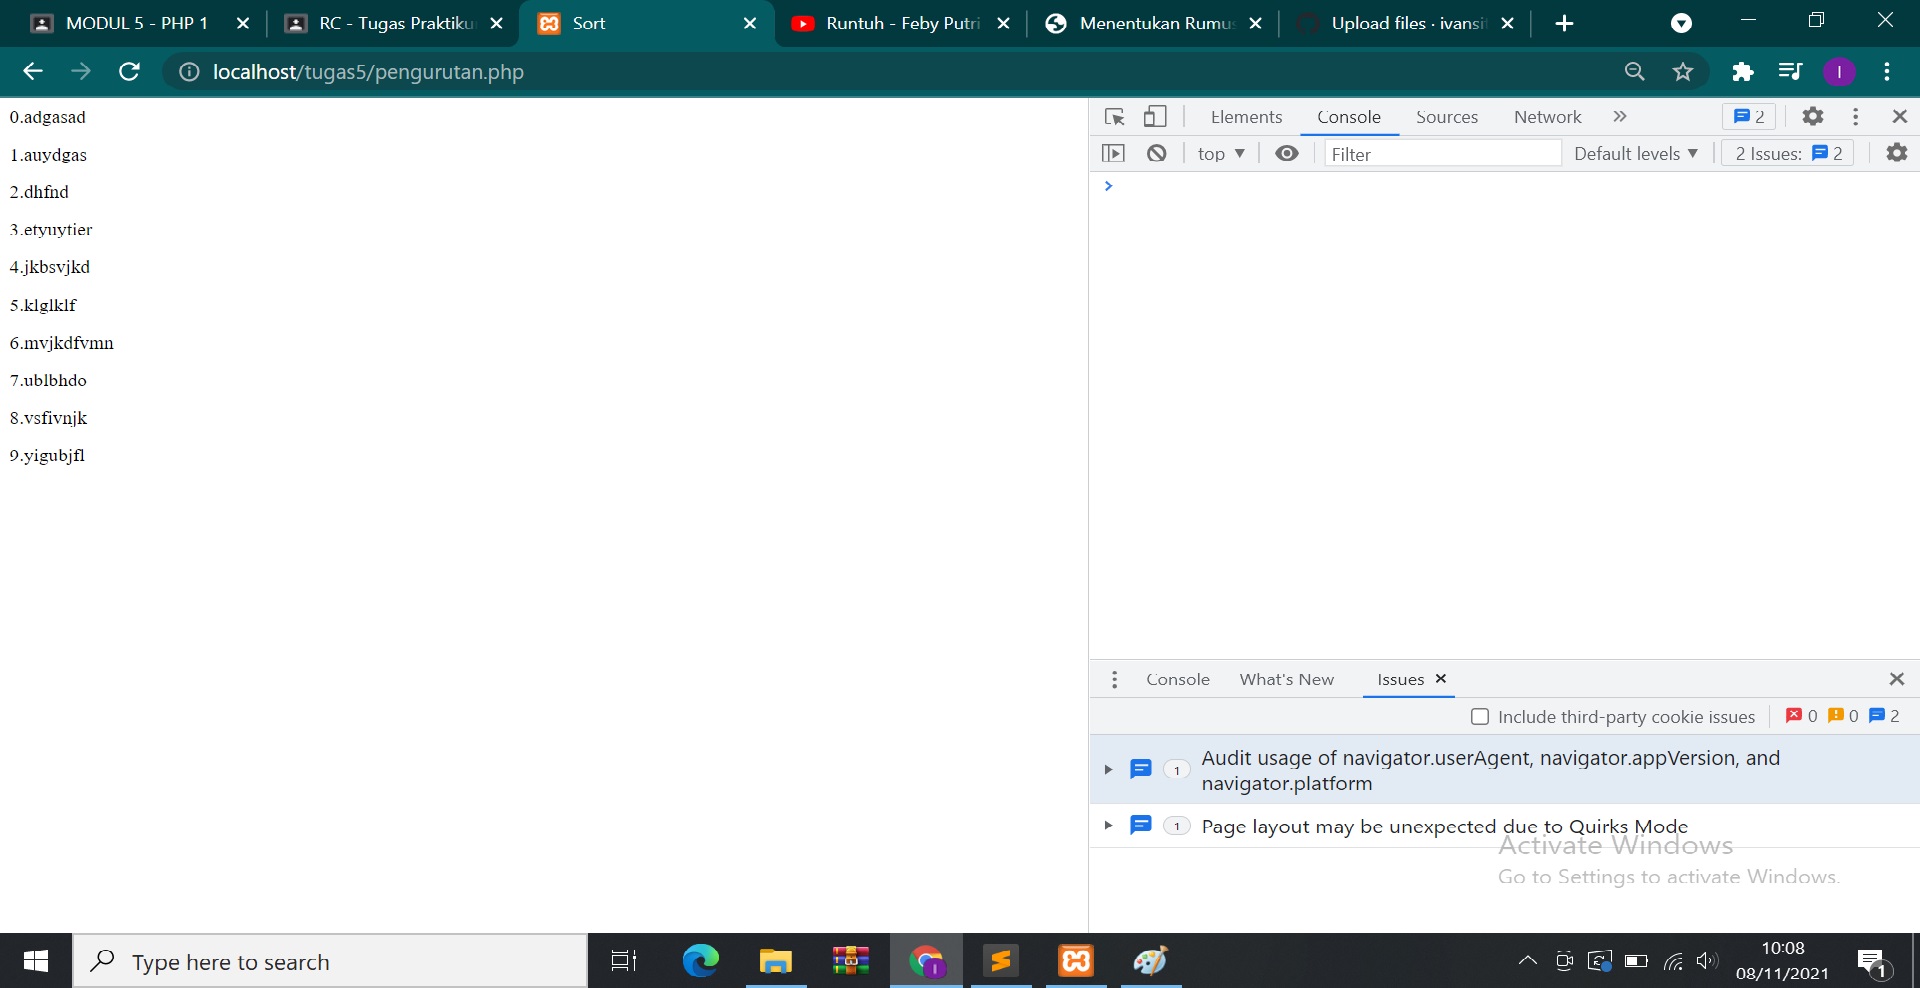 MODUL 5 - PHP 1
RC - Tugas Praktiku
Sort
Runtuh - Feby Putri
Menentukan Rumus
Upload files · ivansit
localhost/tugas5/pengurutan.php
I
0.adgasad
1.auydgas
2.dhfnd
3.etyuytier
4.jkbsvjkd
5.klglklf
6.mvjkdfvmn
7.ublbhdo
8.vsfivnjk
9.yigubjfl
Elements Console Sources Network » 2
top Filter Default levels 2 Issues: 2
Console What's New Issues
Include third-party cookie issues 0 0 2
1 Audit usage of navigator.userAgent, navigator.appVersion, and
navigator.platform
1 Page layout may be unexpected due to Quirks Mode
Activate Windows
Go to Settings to activate Windows.
Type here to search
10:08
08/11/2021
1